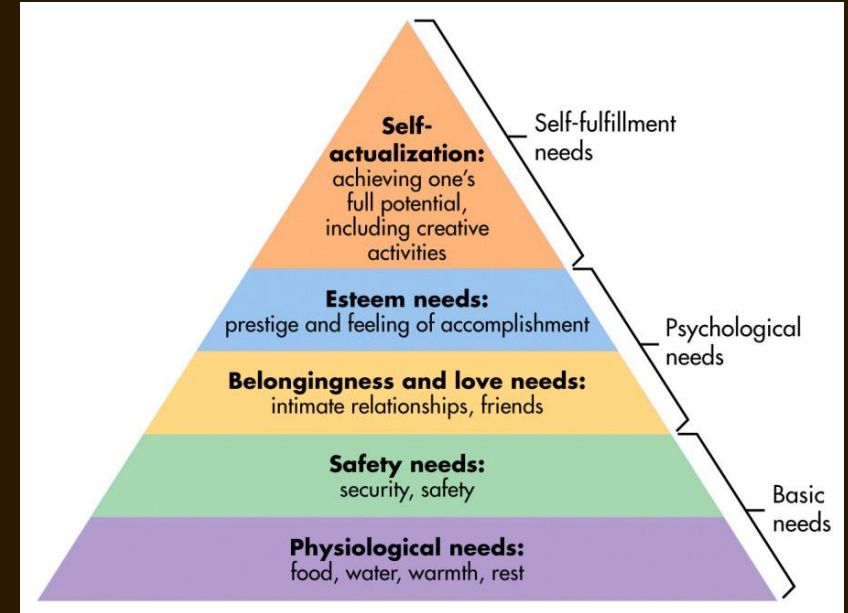 Self-
actualization:
achieving one's
full potential,
including creative
activities
Self-fulfillment
needs
Esteem needs:
prestige and feeling of accomplishment
Psychological
needs
Belongingness and love needs:
intimate relationships, friends
Safety needs:
security, safety
Basic
needs
Physiological needs:
food, water, warmth, rest